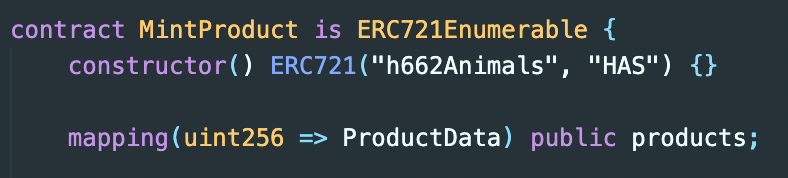 contract MintProduct is ERC721Enumerable {
constructor() ERC721("h662Animals", "HAS") {}
mapping(uint256 => ProductData) public products;